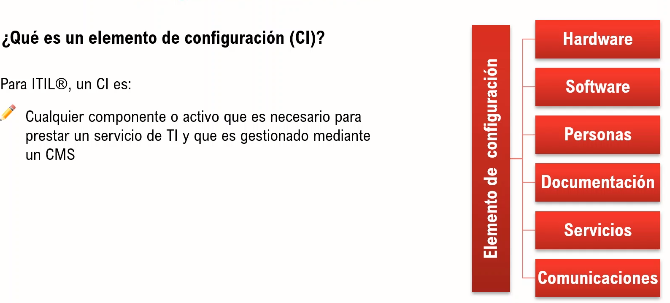 ¿Qué es un elemento de configuración (CI)?
Para ITIL®, un CI es:
Cualquier componente o activo que es necesario para
prestar un servicio de TI y que es gestionado mediante
un CMS
Elemento de configuración
Hardware
Software
Personas
Documentación
Servicios
Comunicaciones